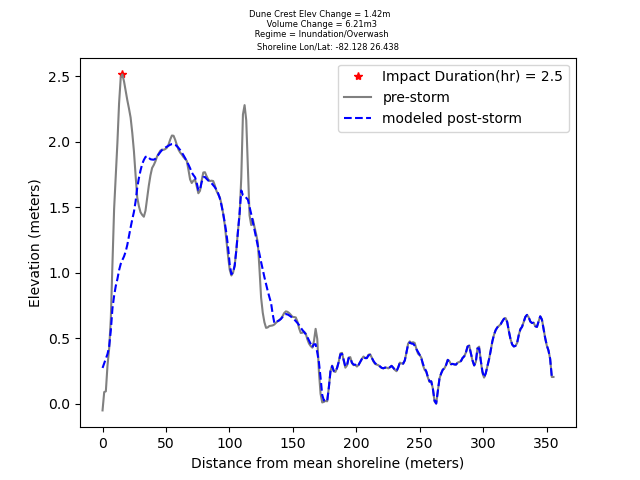 Dune Crest Elev Change = 1.42m
Volume Change = 6.21m3
Regime = Inundation/Overwash
Shoreline Lon/Lat: -82.128 26.438
Impact Duration(hr) = 2.5
pre-storm
modeled post-storm
Elevation (meters)
2.5
2.0
1.5
1.0
0.5
0.0
0 50 100 150 200 250 300 350
Distance from mean shoreline (meters)